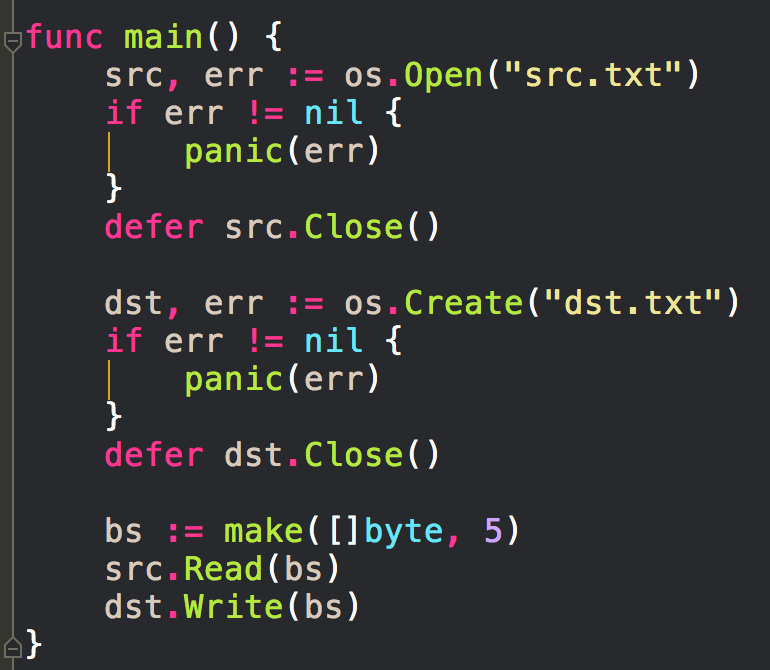 func main() {
    src, err := os.Open("src.txt")
    if err != nil {
        panic(err)
    }
    defer src.Close()

    dst, err := os.Create("dst.txt")
    if err != nil {
        panic(err)
    }
    defer dst.Close()

    bs := make([]byte, 5)
    src.Read(bs)
    dst.Write(bs)
}